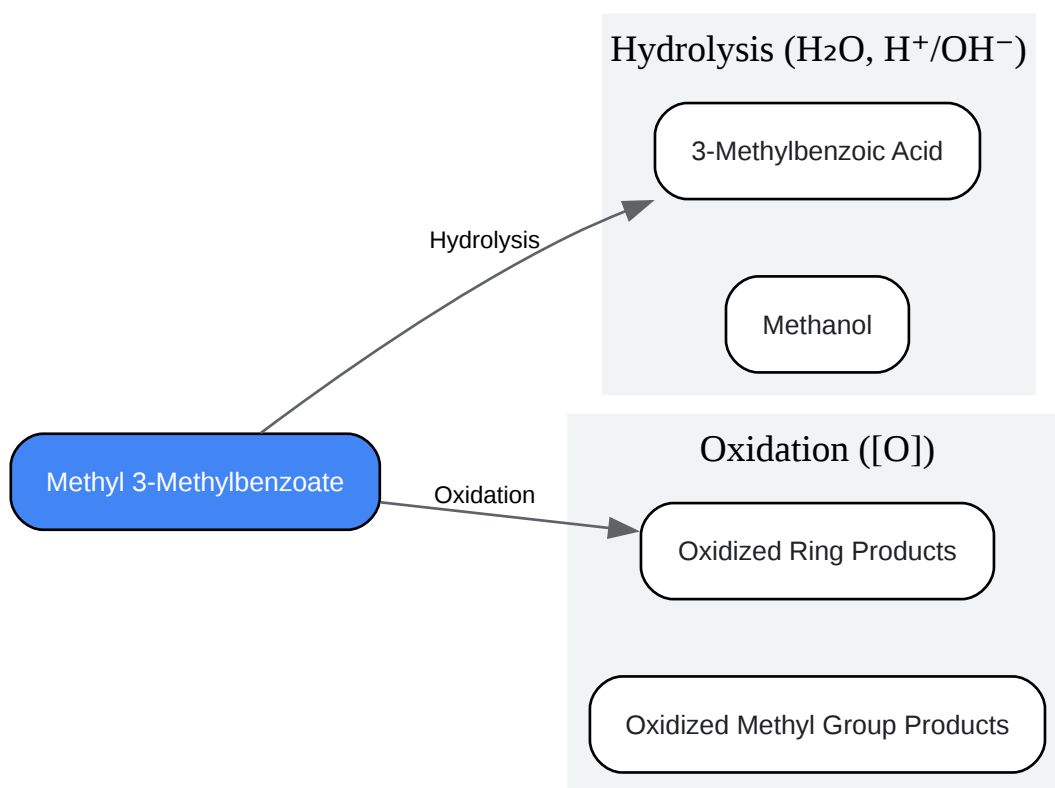 Hydrolysis (H₂O, H⁺/OH⁻)
3-Methylbenzoic Acid
Hydrolysis
Methanol
Oxidation ([O])
Methyl 3-Methylbenzoate
Oxidation
Oxidized Ring Products
Oxidized Methyl Group Products